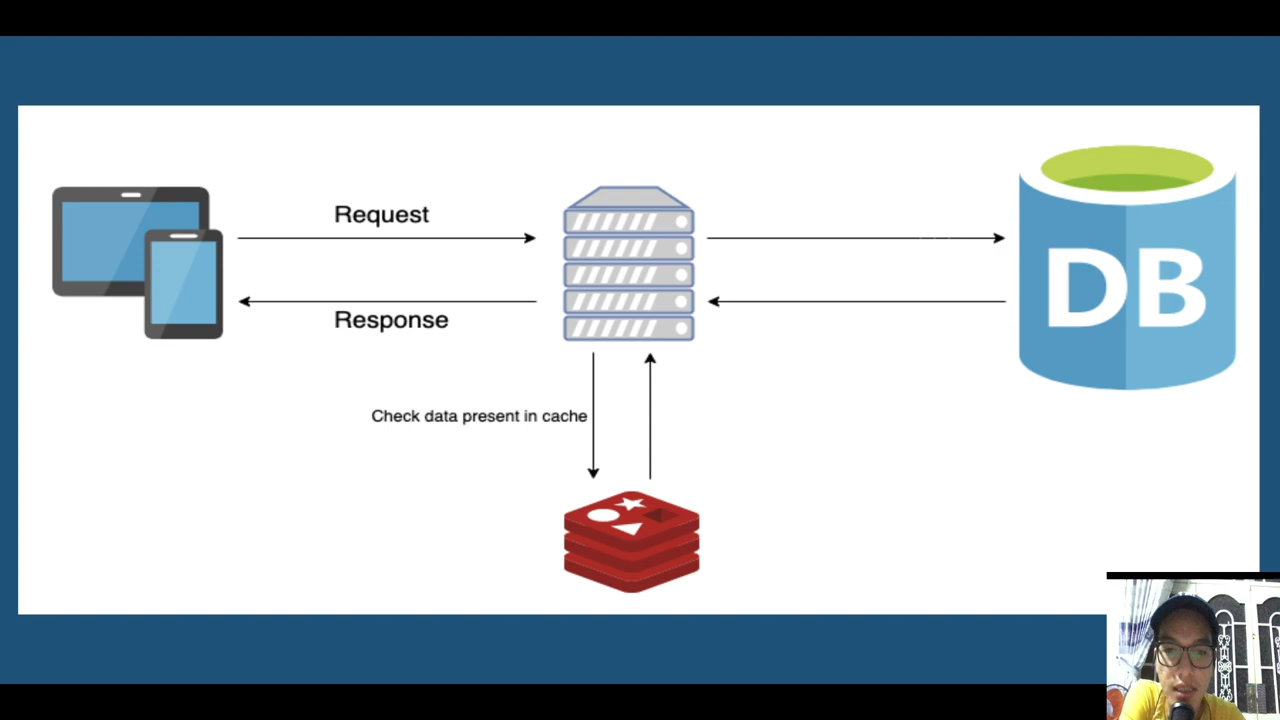 Request
DB
Response
Check data present in cache